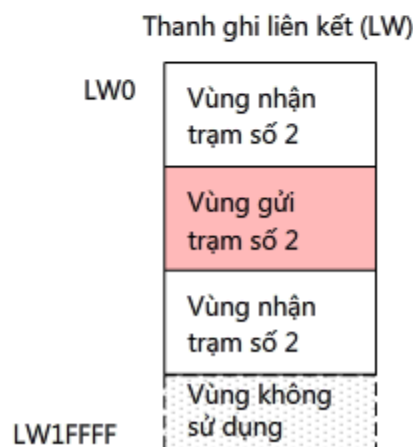 Thanh ghi liên kết (LW)
LW0
Vùng nhận
trạm số 2
Vùng gửi
trạm số 2
Vùng nhận
trạm số 2
Vùng không
sử dụng
LW1FFFF